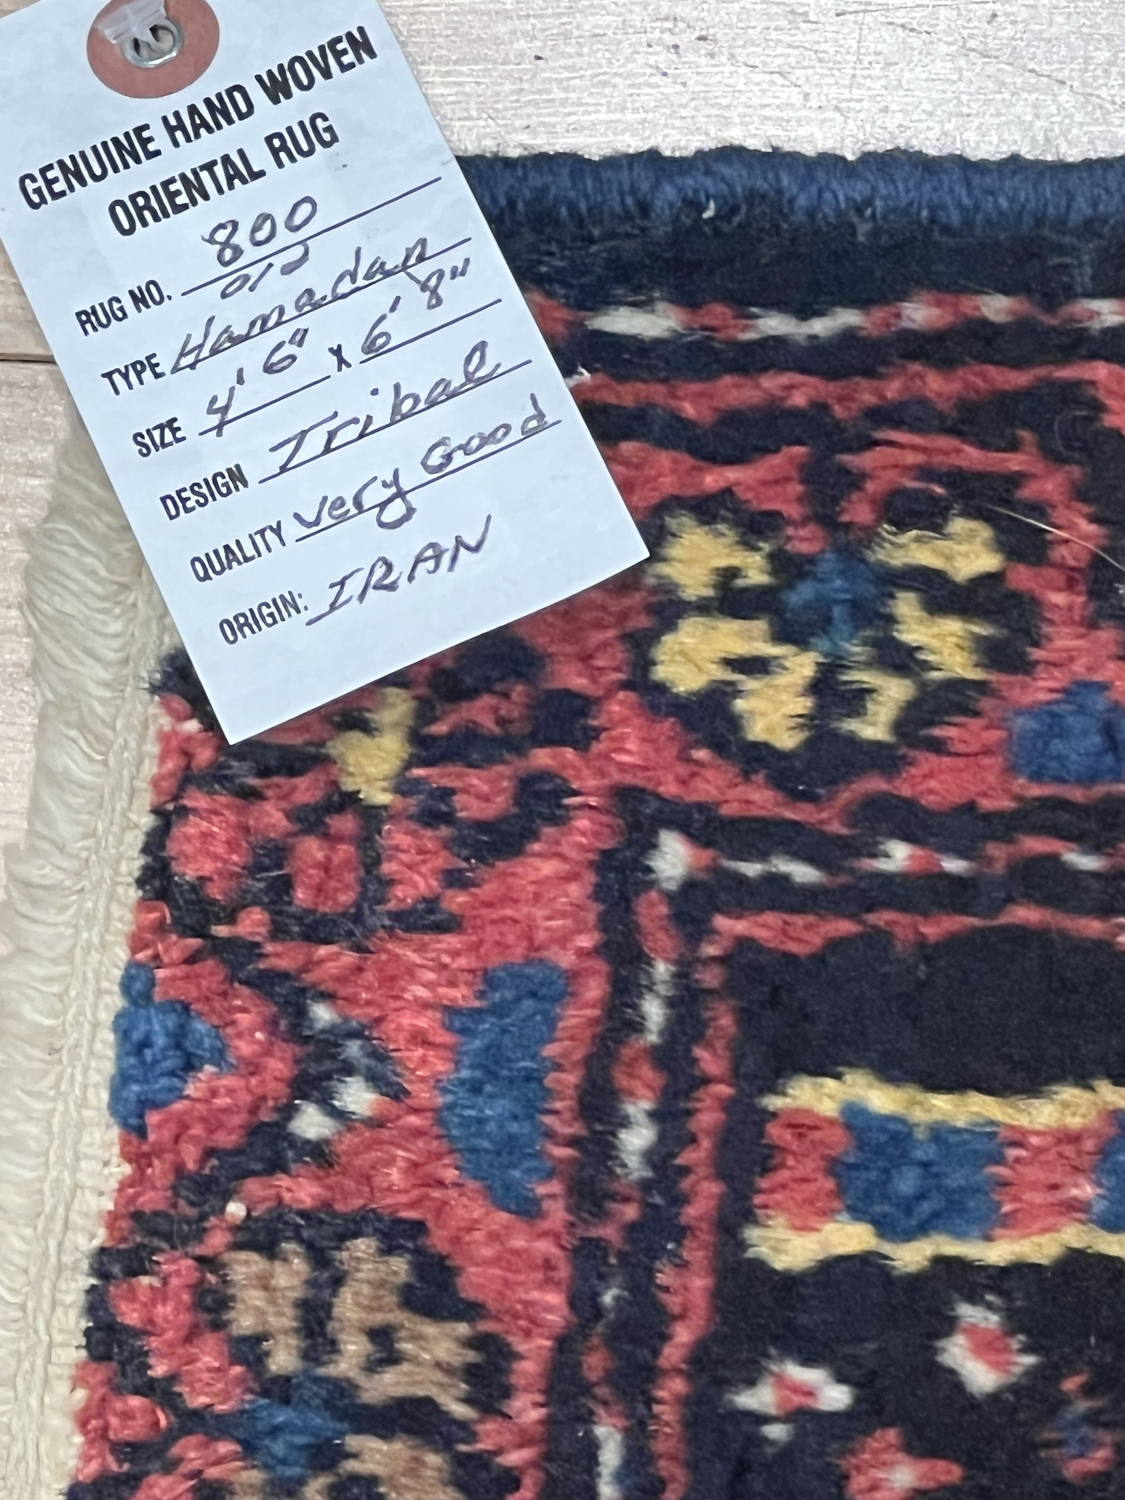 GENUINE HAND WOVEN
ORIENTAL RUG
RUG NO. 800
old
TYPE Hamadan
SIZE 4' 6" x 6' 8"
DESIGN Tribal
QUALITY very Good
ORIGIN: IRAN